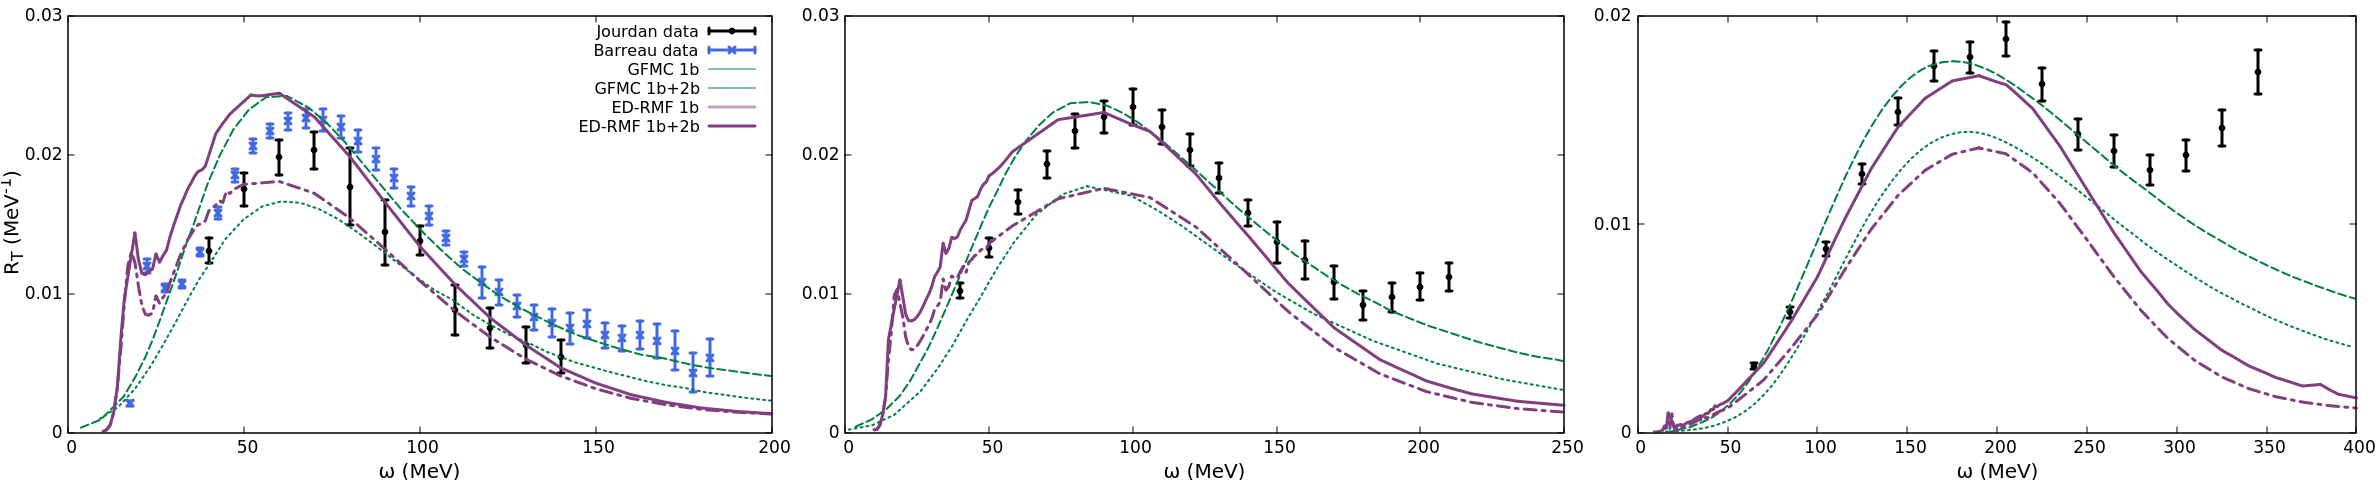 0.03
0.02
0.01
0
R_T (MeV⁻¹)
0 50 100 150 200
ω (MeV)
Jourdan data
Barreau data
GFMC 1b
GFMC 1b+2b
ED-RMF 1b
ED-RMF 1b+2b
0.03
0.02
0.01
0
0 50 100 150 200 250
ω (MeV)
0.02
0.01
0
0 50 100 150 200 250 300 350 400
ω (MeV)